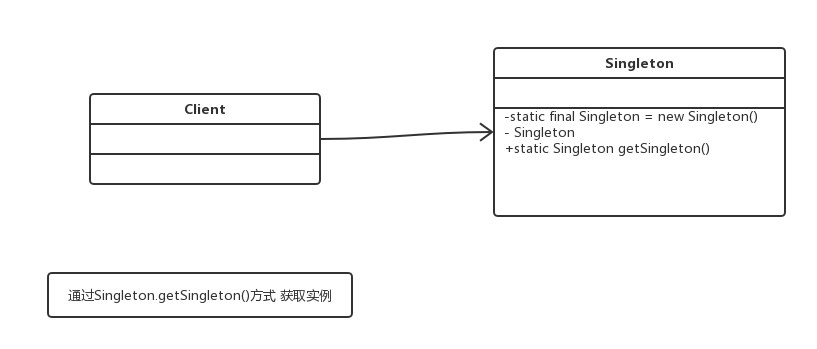 Client
Singleton
-static final Singleton = new Singleton()
- Singleton
+static Singleton getSingleton()
通过Singleton.getSingleton()方式 获取实例